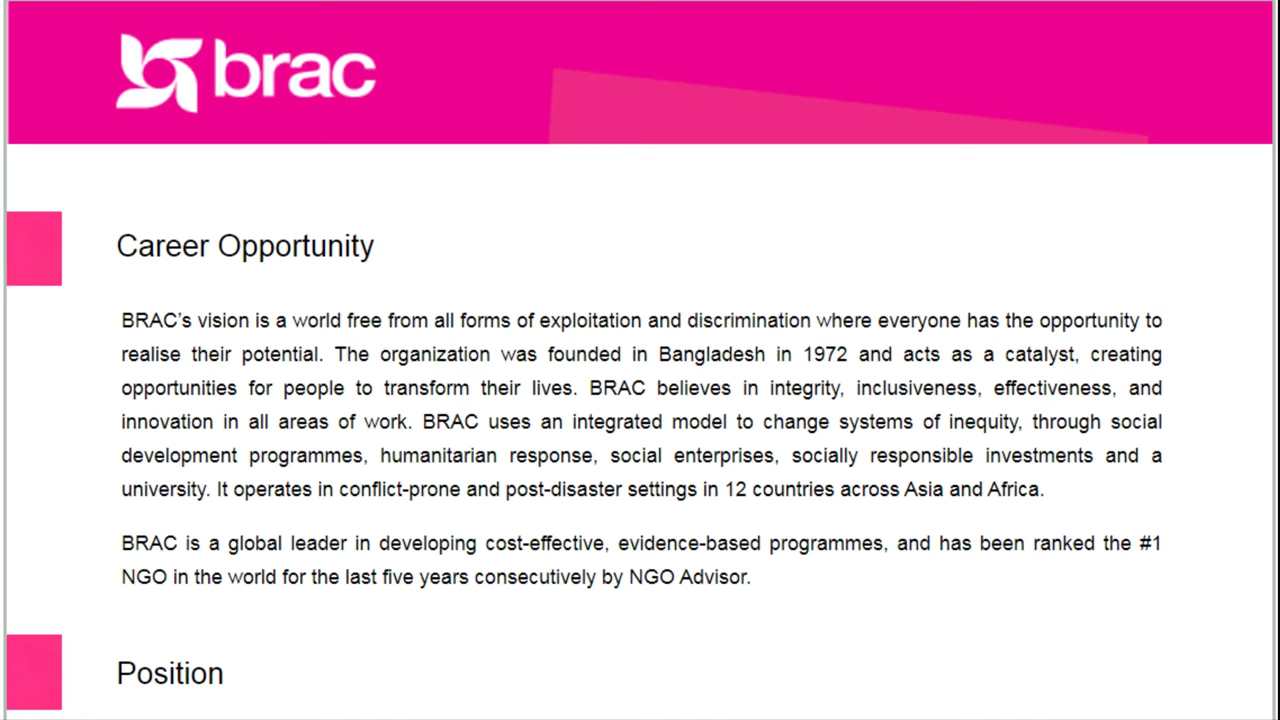 brac
Career Opportunity
BRAC’s vision is a world free from all forms of exploitation and discrimination where everyone has the opportunity to
realise their potential. The organization was founded in Bangladesh in 1972 and acts as a catalyst, creating
opportunities for people to transform their lives. BRAC believes in integrity, inclusiveness, effectiveness, and
innovation in all areas of work. BRAC uses an integrated model to change systems of inequity, through social
development programmes, humanitarian response, social enterprises, socially responsible investments and a
university. It operates in conflict-prone and post-disaster settings in 12 countries across Asia and Africa.
BRAC is a global leader in developing cost-effective, evidence-based programmes, and has been ranked the #1
NGO in the world for the last five years consecutively by NGO Advisor.
Position